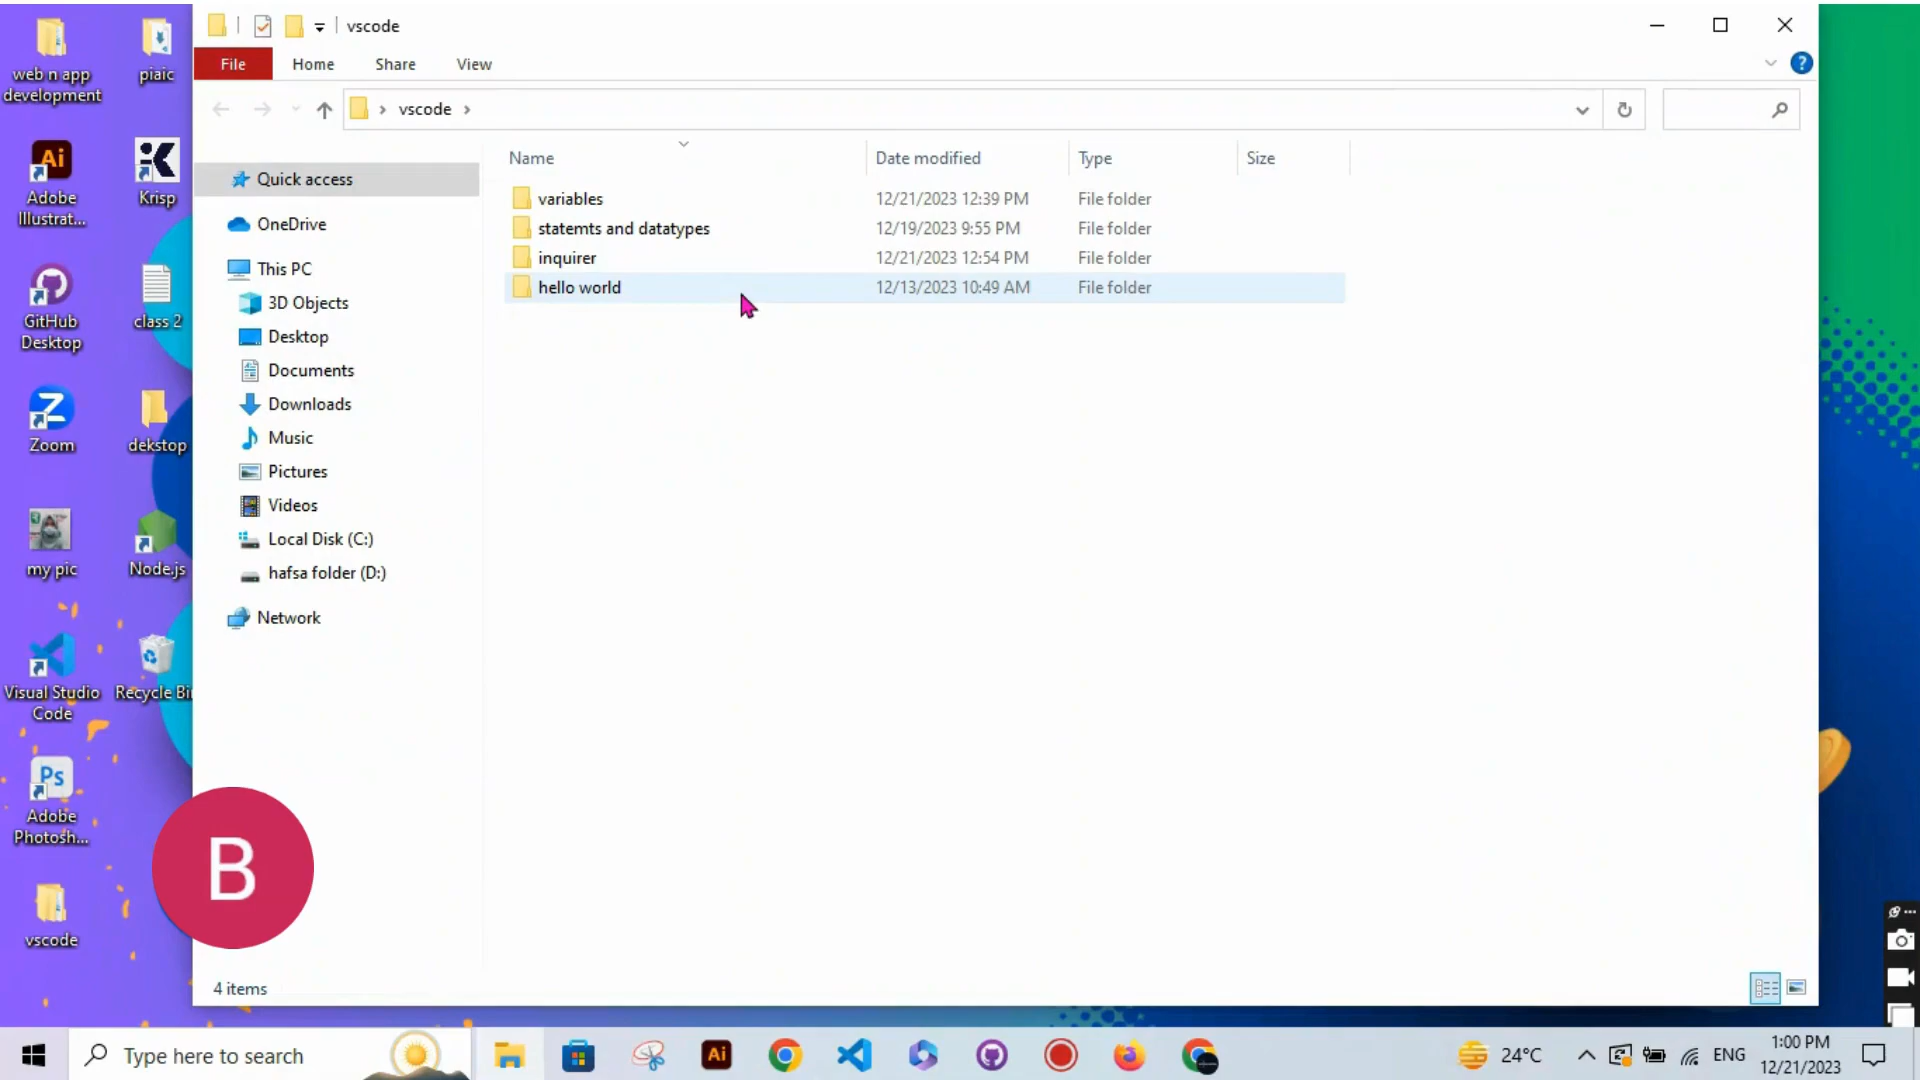 vscode
File
Home
Share
View
vscode
Name
Date modified
Type
Size
variables
12/21/2023 12:39 PM
File folder
statemts and datatypes
12/19/2023 9:55 PM
File folder
inquirer
12/21/2023 12:54 PM
File folder
hello world
12/13/2023 10:49 AM
File folder
Quick access
OneDrive
This PC
3D Objects
Desktop
Documents
Downloads
Music
Pictures
Videos
Local Disk (C:)
hafsa folder (D:)
Network
4 items
web n app
development
piaic
Ai
Adobe
Illustrat...
Krisp
GitHub
Desktop
class 2
Zoom
dekstop
my pic
Node.js
Visual Studio
Code
Recycle Bi
Ps
Adobe
Photosh...
B
vscode
Type here to search
Ai
24°C
ENG
1:00 PM
12/21/2023